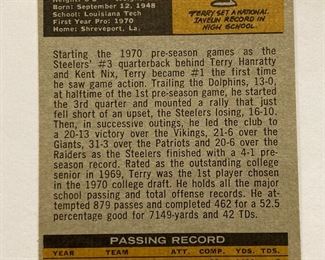 Born: September 12, 1948
School: Louisiana Tech
First Year Pro: 1970
Home: Shreveport, La.
TERRY SET A NATIONAL
JAVELIN RECORD IN
HIGH SCHOOL.
Starting the 1970 pre-season games as the
Steelers' #3 quarterback behind Terry Hanratty
and Kent Nix, Terry became #1 the first time
he saw game action. Trailing the Dolphins, 13-0,
at halftime of the 1st pre-season game, he started
the 3rd quarter and mounted a rally that just
fell short of an upset, the Steelers losing, 16-10.
Then, in successive outings, he led the club to
a 20-13 victory over the Vikings, 21-6 over the
Giants, 31-3 over the Patriots and 20-6 over the
Raiders as the Steelers finished with a 4-1 pre-
season record. Rated as the outstanding college
senior in 1969, Terry was the 1st player chosen
in the 1970 college draft. He holds all the major
school passing and total offense records. He at-
tempted 879 passes and completed 462 for a 52.5
percentage good for 7149-yards and 42 TDs.
PASSING RECORD
YEAR TEAM ATT. COMP. YDS. TDS.